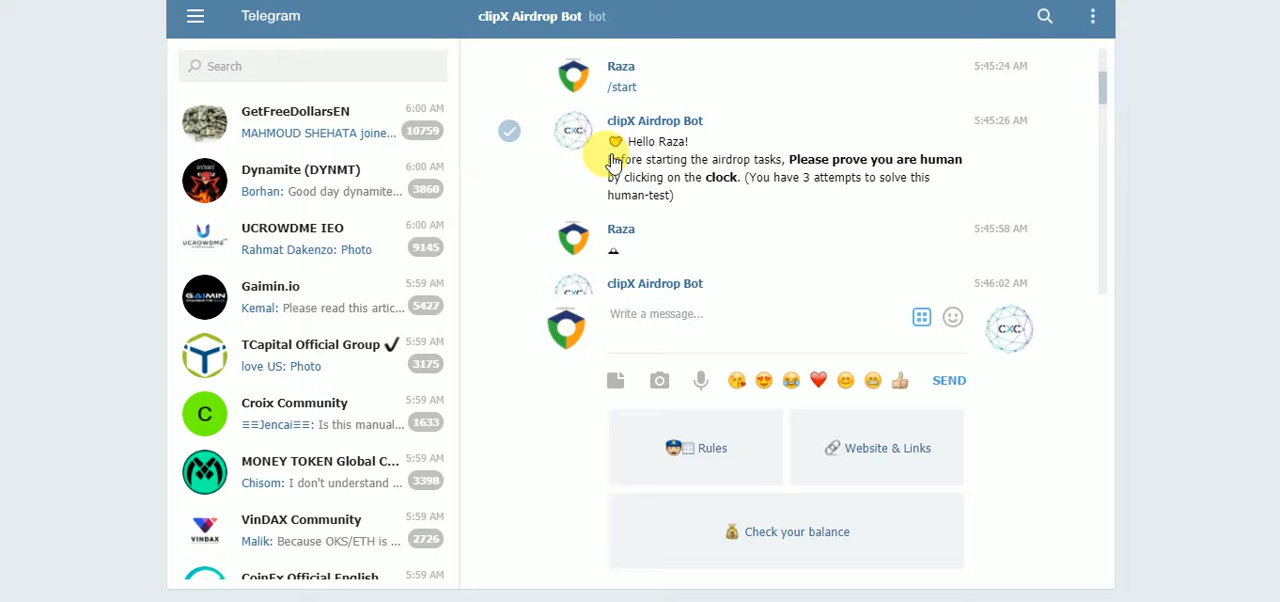 Telegram
clipX Airdrop Bot bot
Search
GetFreeDollarsEN 6:00 AM
MAHMOUD SHEHATA joine... 10759
Dynamite (DYNMT) 6:00 AM
Borhan: Good day dynamite... 3860
UCROWDME IEO 6:00 AM
Rahmat Dakenzo: Photo 9145
Gaimin.io 5:59 AM
Kemal: Please read this artic... 5427
TCapital Official Group ✔ 5:59 AM
love US: Photo 3175
C
Croix Community 5:59 AM
☰☰Jencai☰☰: Is this manual... 1633
MONEY TOKEN Global C... 5:59 AM
Chisom: I don't understand ... 3398
VINDAX
VinDAX Community 5:59 AM
Malik: Because OKS/ETH is ... 2726
CoinEx Official English 5:59 AM
Raza 5:45:24 AM
/start
CXC
clipX Airdrop Bot 5:45:26 AM
💛 Hello Raza!
Before starting the airdrop tasks, Please prove you are human
by clicking on the clock. (You have 3 attempts to solve this
human-test)
Raza 5:45:58 AM
clipX Airdrop Bot 5:46:02 AM
Write a message...
CXC
😘 😍 😂 ❤️ 😊 😁 👍 SEND
Rules
🔗 Website & Links
💰 Check your balance